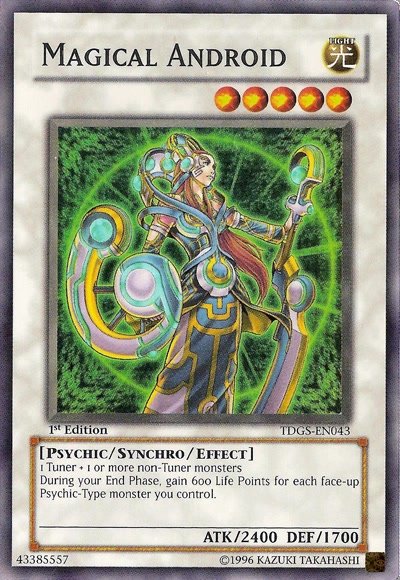 MAGICAL ANDROID
LIGHT
光
1st Edition
TDGS-EN043
[PSYCHIC/SYNCHRO/EFFECT]
1 Tuner + 1 or more non-Tuner monsters
During your End Phase, gain 600 Life Points for each face-up
Psychic-Type monster you control.
ATK/2400 DEF/1700
43385557
©1996 KAZUKI TAKAHASHI